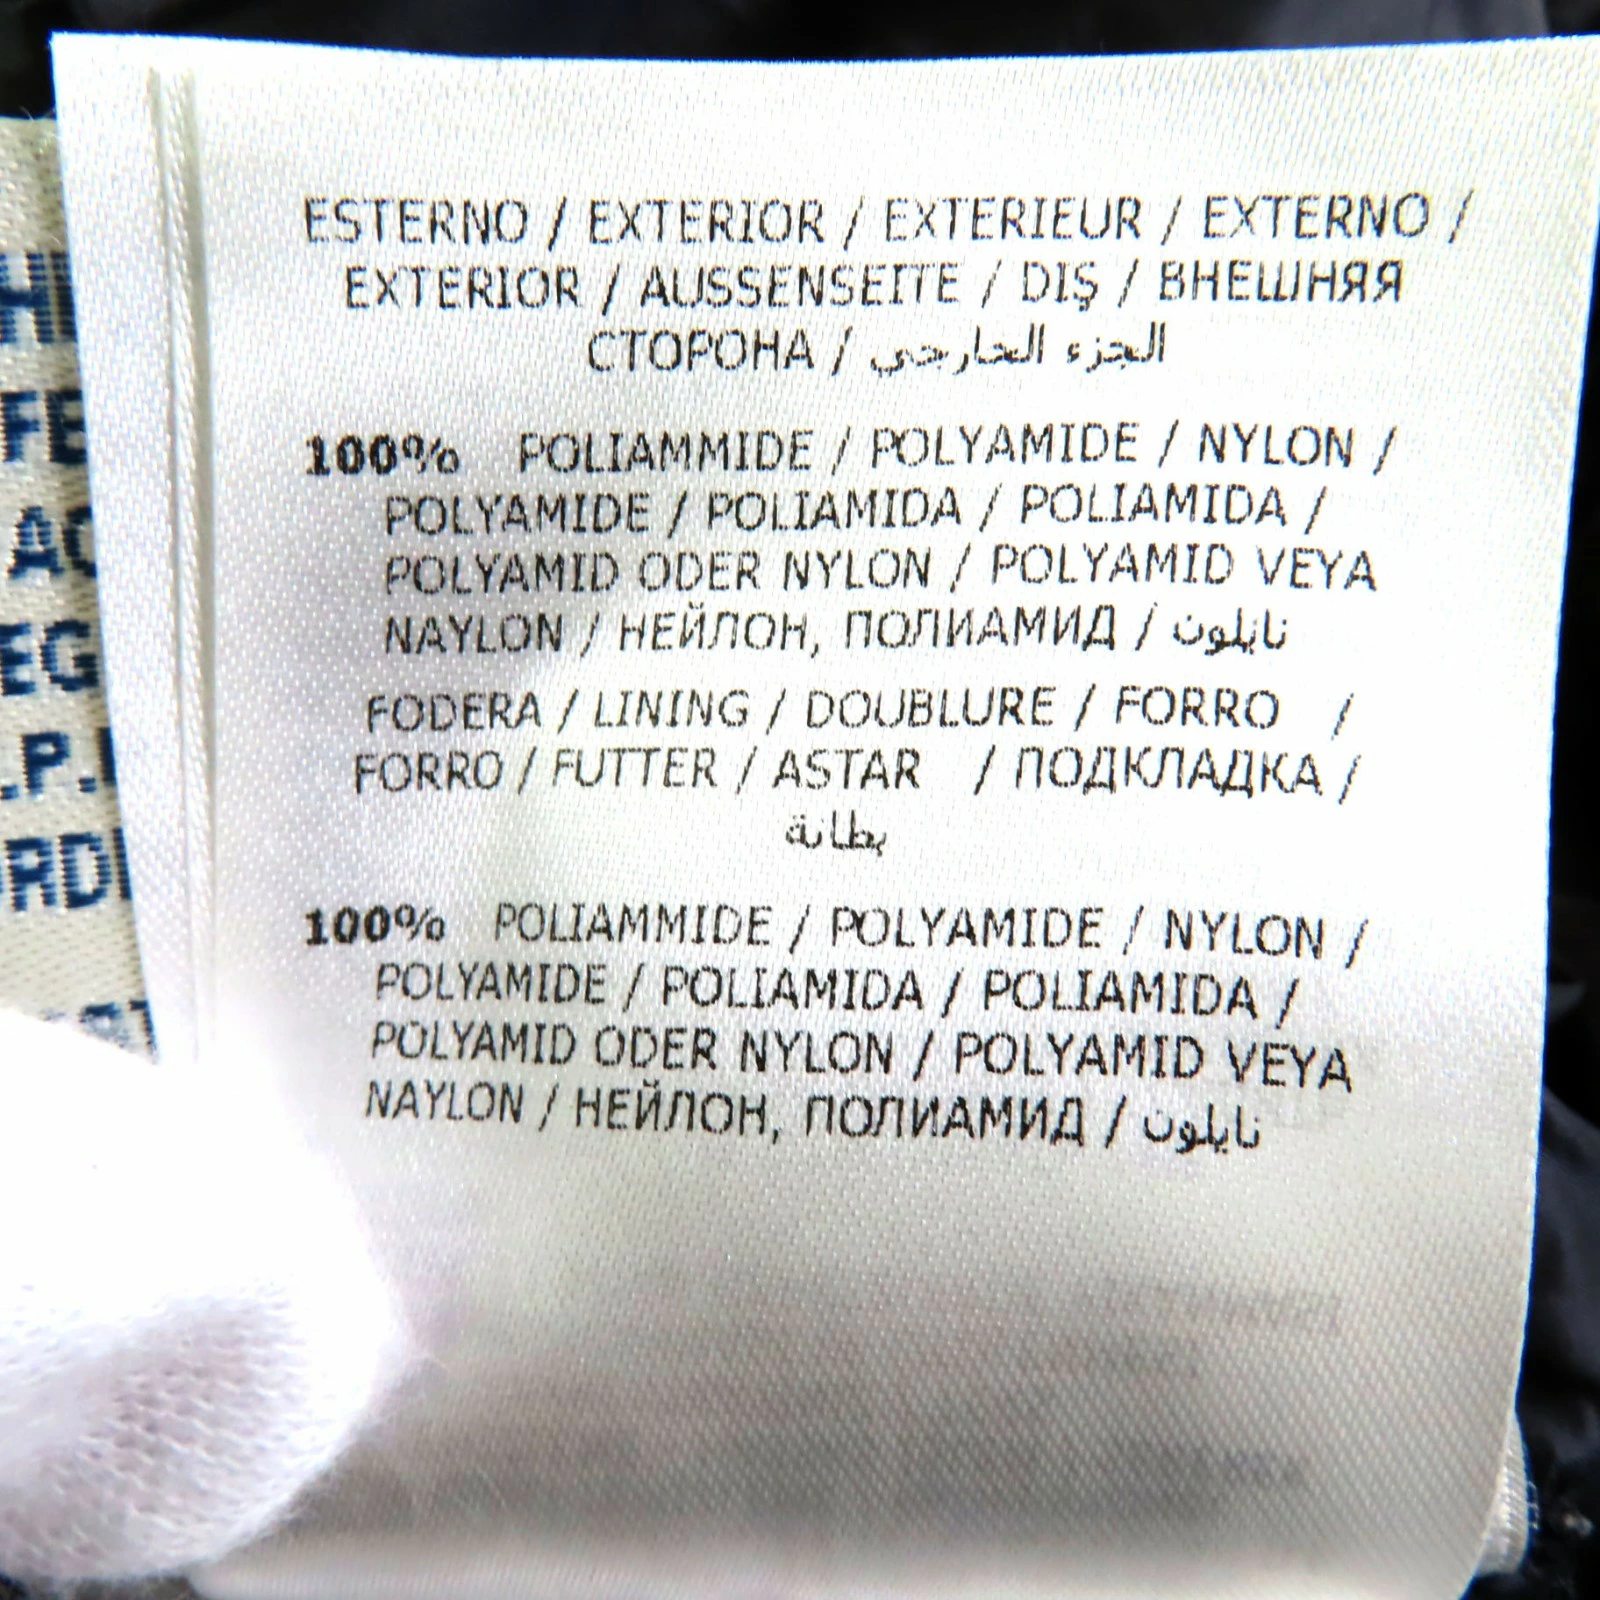 ESTERNO / EXTERIOR / EXTERIEUR / EXTERNO /
EXTERIOR / AUSSENSEITE / DIŞ / ВНЕШНЯЯ
СТОРОНА / الجزء الخارجي
100% POLIAMMIDE / POLYAMIDE / NYLON /
POLYAMIDE / POLIAMIDA / POLIAMIDA /
POLYAMID ODER NYLON / POLYAMID VEYA
NAYLON / НЕЙЛОН, ПОЛИАМИД / نايلون
FODERA / LINING / DOUBLURE / FORRO /
FORRO / FUTTER / ASTAR / ПОДКЛАДКА /
بطانة
100% POLIAMMIDE / POLYAMIDE / NYLON /
POLYAMIDE / POLIAMIDA / POLIAMIDA /
POLYAMID ODER NYLON / POLYAMID VEYA
NAYLON / НЕЙЛОН, ПОЛИАМИД / نايلون